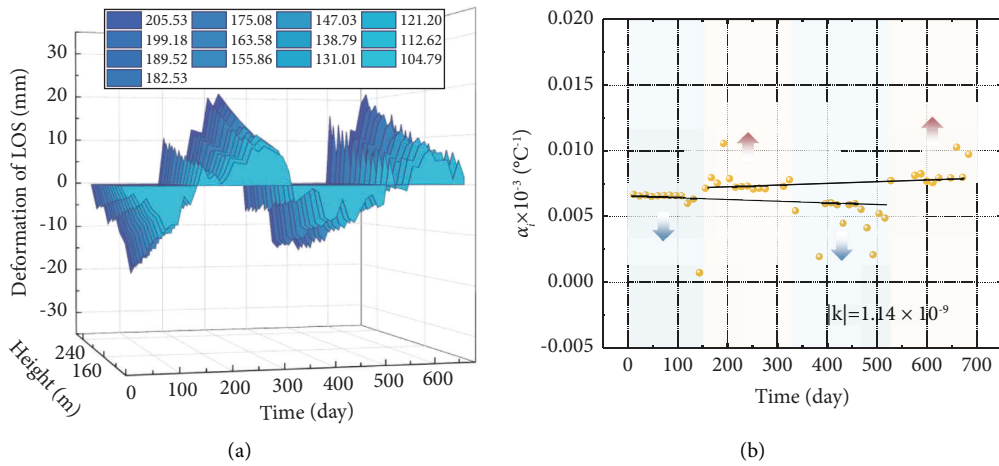 205.53 175.08 147.03 121.20
199.18 163.58 138.79 112.62
189.52 155.86 131.01 104.79
182.53
30
20
10
0
-10
-20
-30
Deformation of LOS (mm)
240
160
Height (m)
0 100 200 300 400 500 600
Time (day)
(a)
0.020
0.015
0.010
0.005
0.000
-0.005
α_i×10⁻³ (°C⁻¹)
|k|=1.14 × 10⁻⁹
0 100 200 300 400 500 600 700
Time (day)
(b)